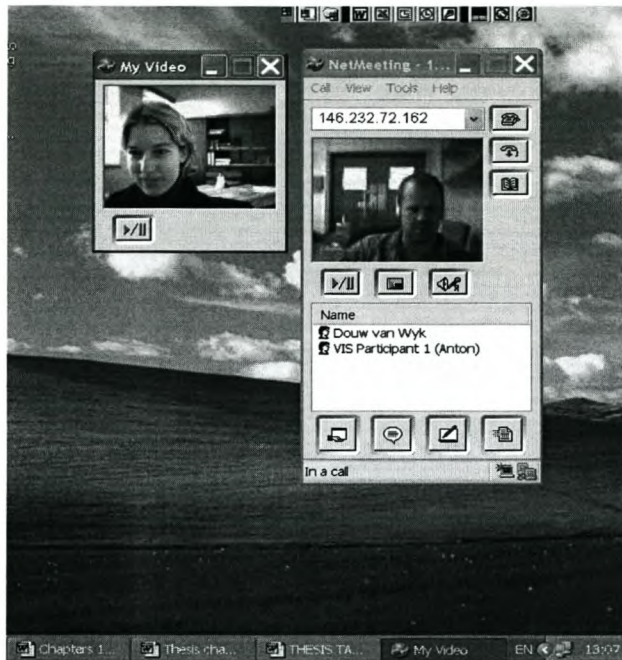 My Video
NetMeeting - 1...
Call View Tools Help
146.232.72.162
Name
Douw van Wyk
VIS Participant 1 (Anton)
In a call
Chapters 1...
Thesis cha...
THESIS TA...
My Video
EN
13:07